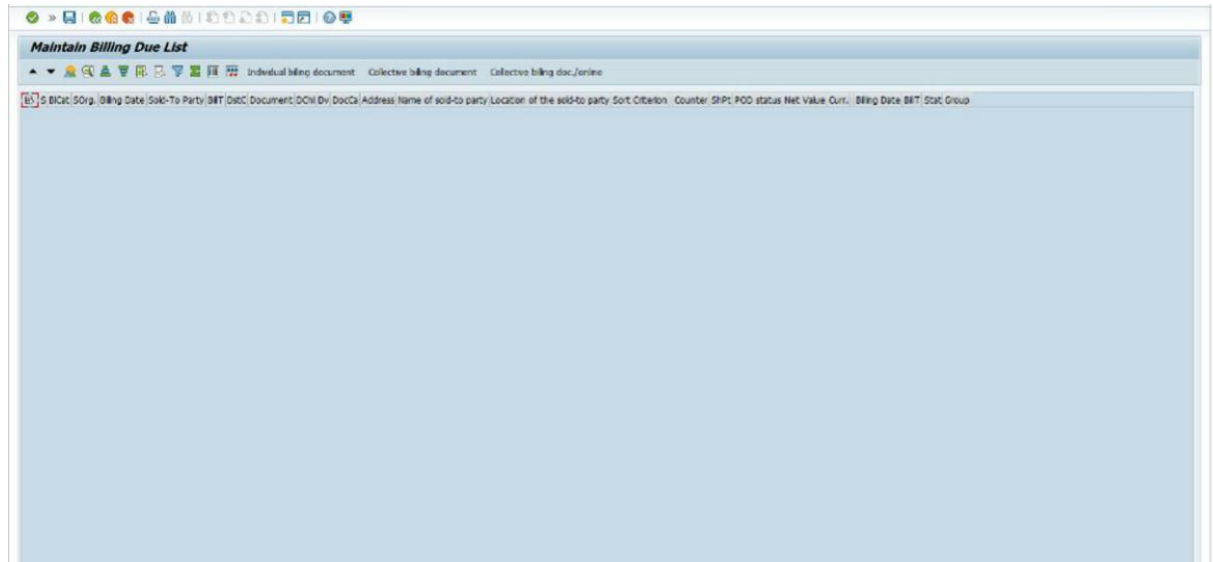 Maintain Billing Due List
Individual billing document Collective billing document Collective billing doc./online
BS S BlCat SOrg. Billing Date Sold-To Party BillT DstC Document DChl Dv DocCa Address Name of sold-to party Location of the sold-to party Sort Criterion Counter ShPt POD status Net Value Curr. Billing Date BillT Stat Group